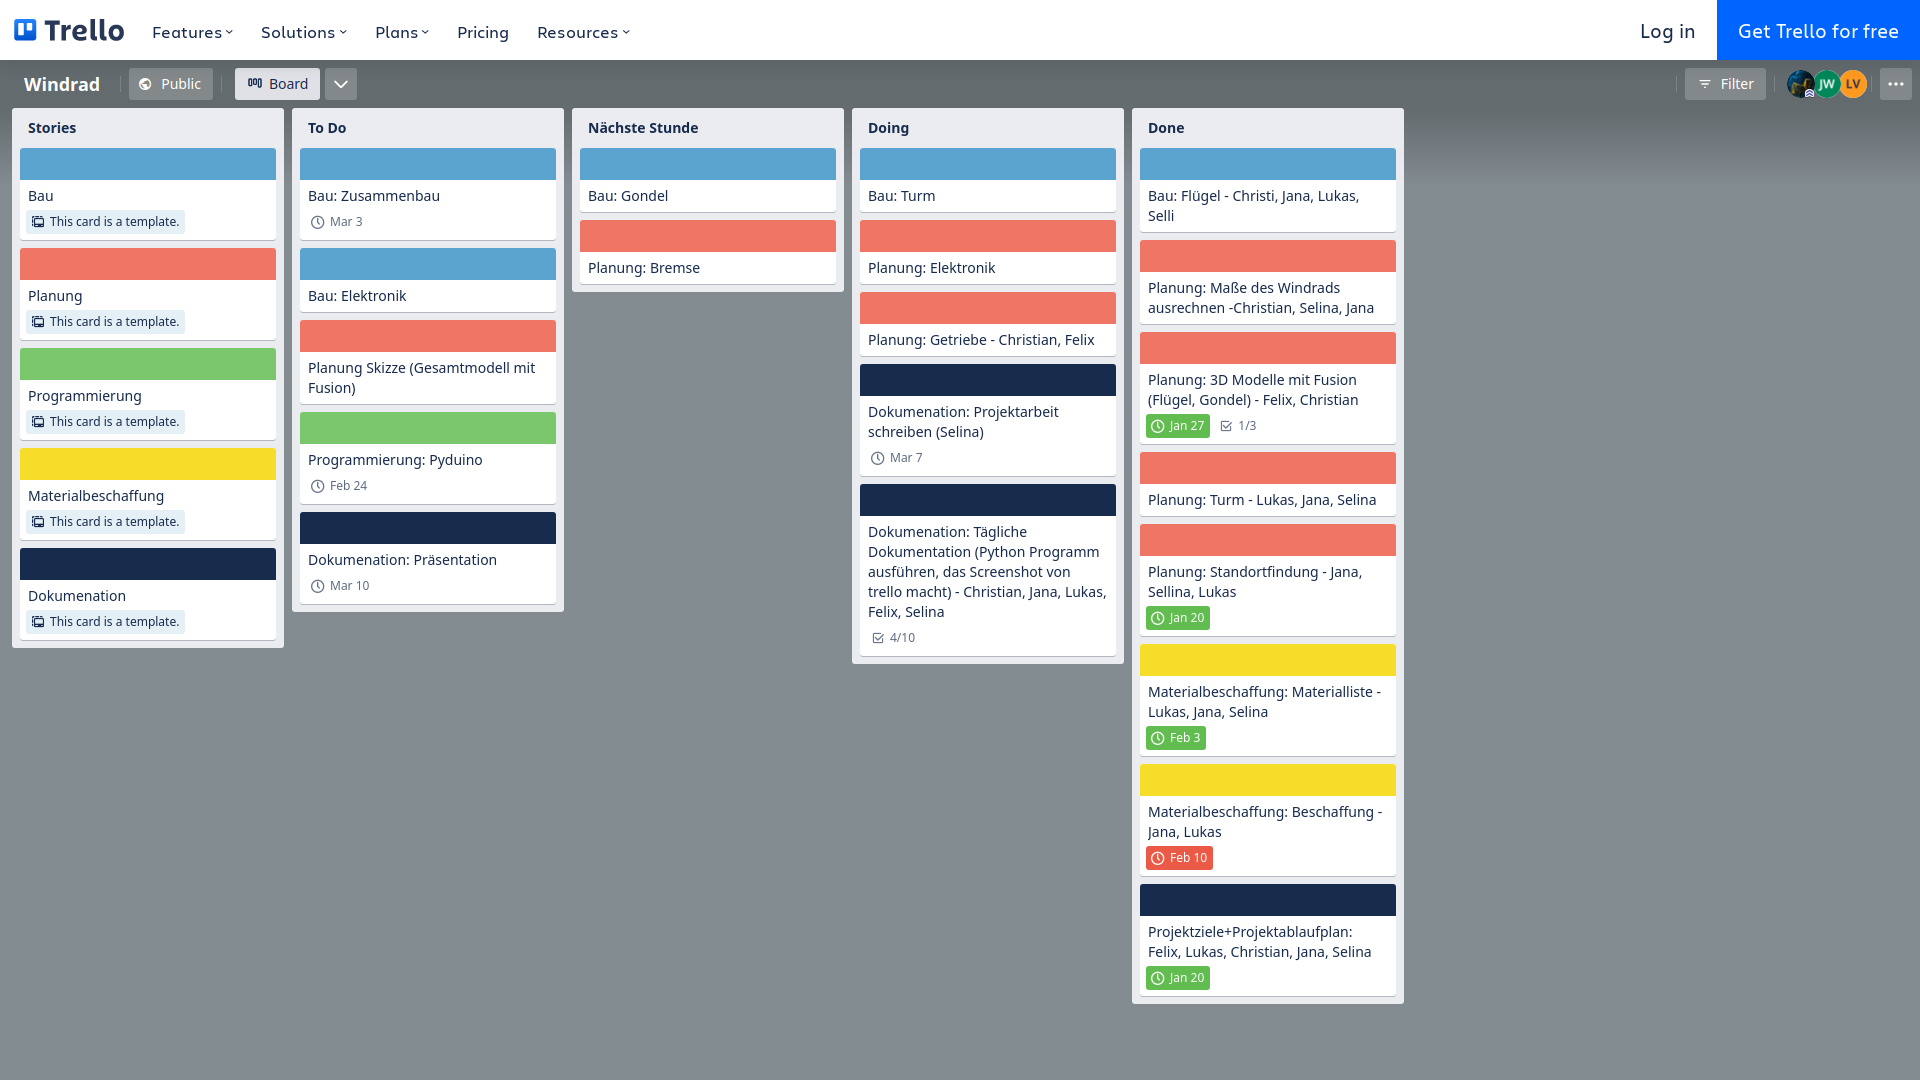 Trello
Features
Solutions
Plans
Pricing
Resources
Log in
Get Trello for free
Windrad
Public
Board
Filter
JW
LV
Stories
Bau
This card is a template.
Planung
This card is a template.
Programmierung
This card is a template.
Materialbeschaffung
This card is a template.
Dokumenation
This card is a template.
To Do
Bau: Zusammenbau
Mar 3
Bau: Elektronik
Planung Skizze (Gesamtmodell mit
Fusion)
Programmierung: Pyduino
Feb 24
Dokumenation: Präsentation
Mar 10
Nächste Stunde
Bau: Gondel
Planung: Bremse
Doing
Bau: Turm
Planung: Elektronik
Planung: Getriebe - Christian, Felix
Dokumenation: Projektarbeit
schreiben (Selina)
Mar 7
Dokumenation: Tägliche
Dokumentation (Python Programm
ausführen, das Screenshot von
trello macht) - Christian, Jana, Lukas,
Felix, Selina
4/10
Done
Bau: Flügel - Christi, Jana, Lukas,
Selli
Planung: Maße des Windrads
ausrechnen -Christian, Selina, Jana
Planung: 3D Modelle mit Fusion
(Flügel, Gondel) - Felix, Christian
Jan 27
1/3
Planung: Turm - Lukas, Jana, Selina
Planung: Standortfindung - Jana,
Sellina, Lukas
Jan 20
Materialbeschaffung: Materialliste -
Lukas, Jana, Selina
Feb 3
Materialbeschaffung: Beschaffung -
Jana, Lukas
Feb 10
Projektziele+Projektablaufplan:
Felix, Lukas, Christian, Jana, Selina
Jan 20